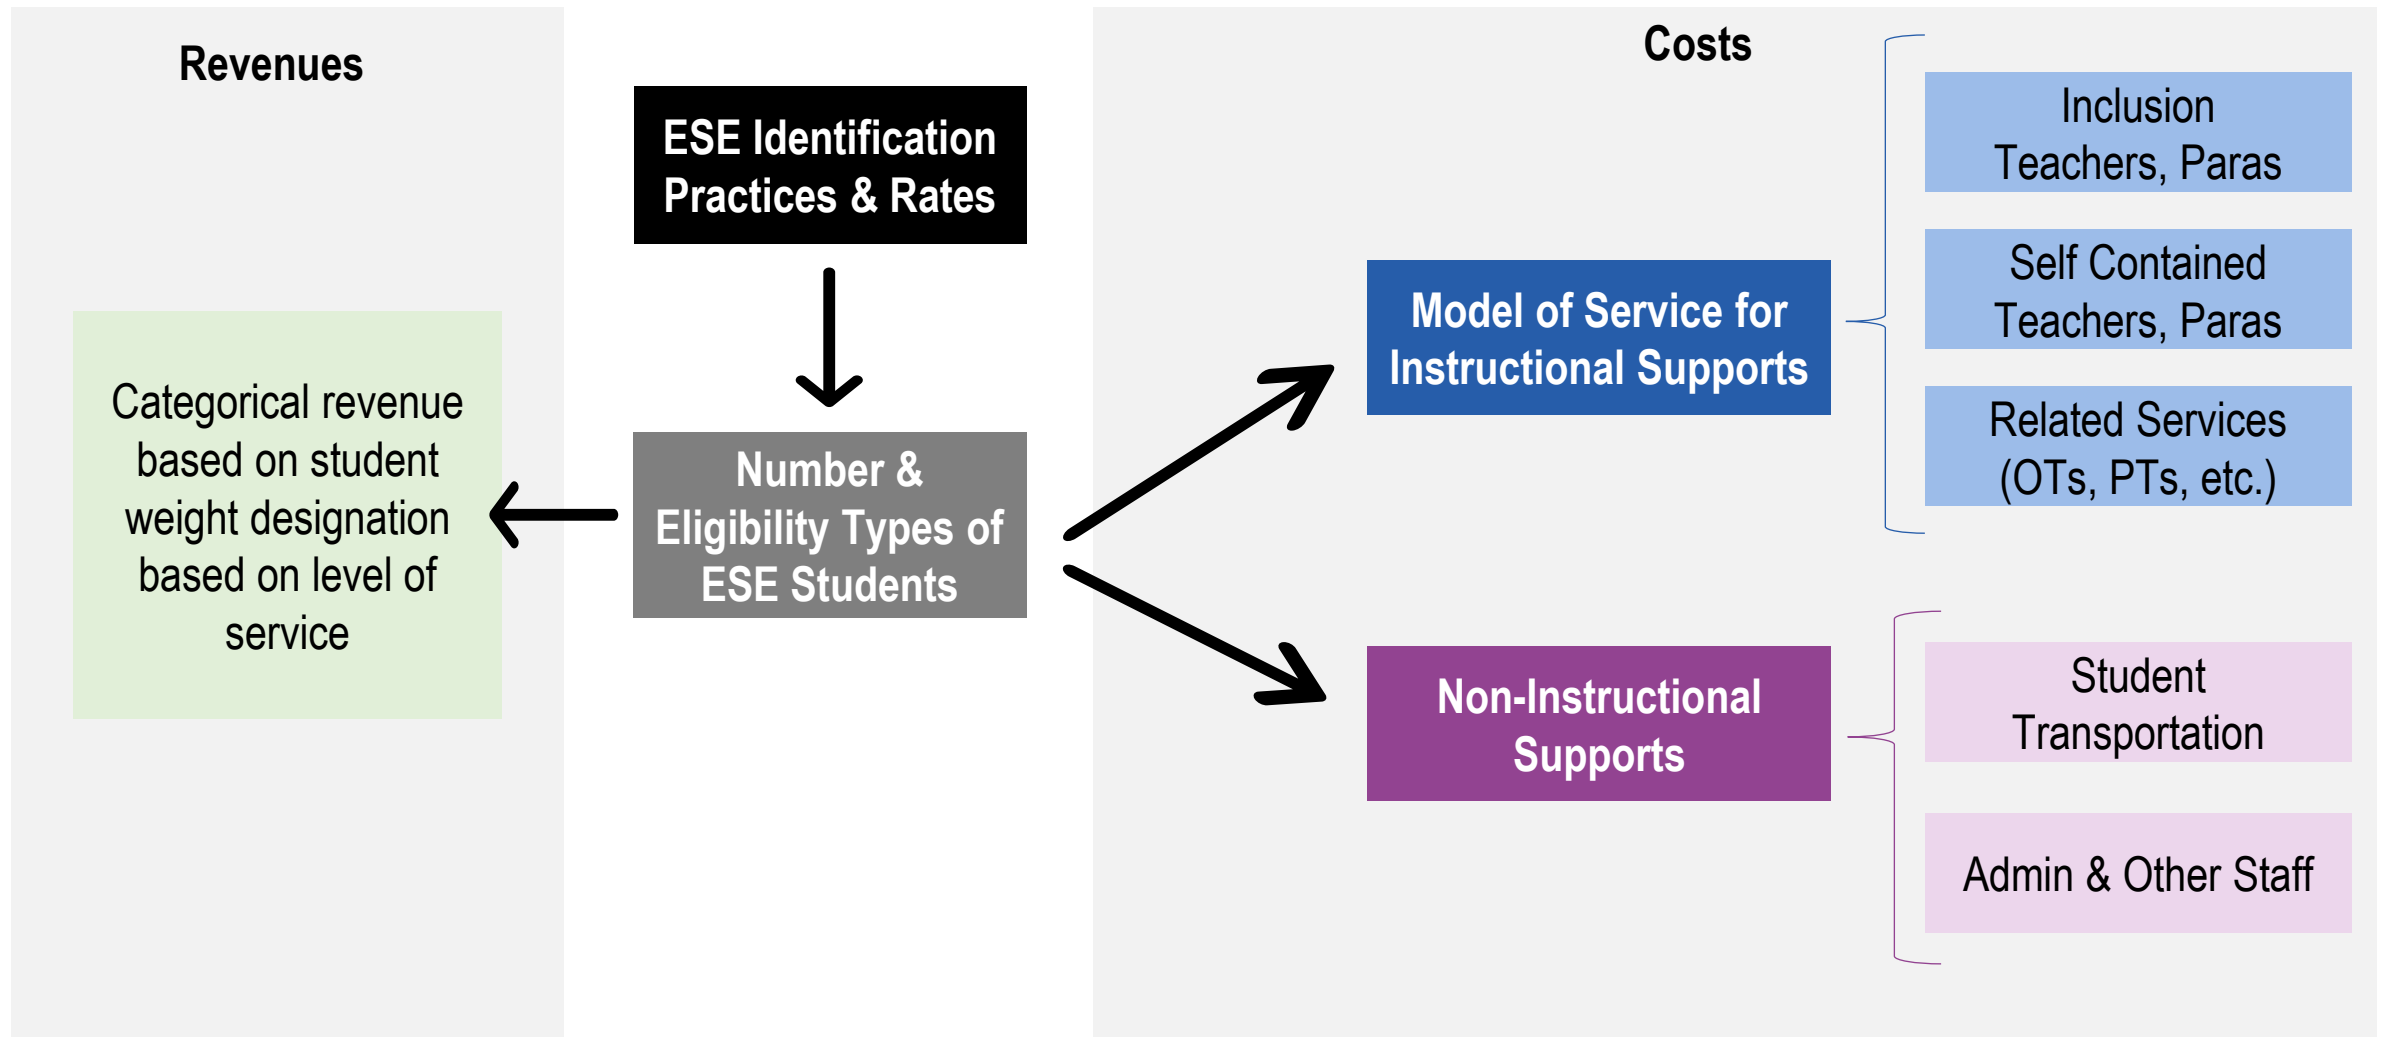 Revenues
Categorical revenue
based on student
weight designation
based on level of
service
ESE Identification
Practices & Rates
Number &
Eligibility Types of
ESE Students
Costs
Model of Service for
Instructional Supports
Inclusion
Teachers, Paras
Self Contained
Teachers, Paras
Related Services
(OTs, PTs, etc.)
Non-Instructional
Supports
Student
Transportation
Admin & Other Staff